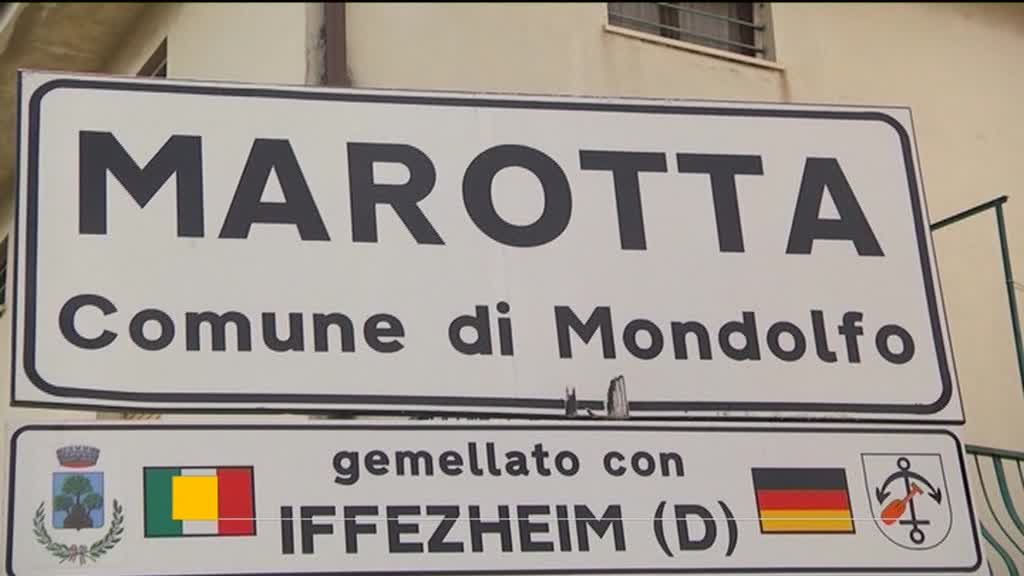 MAROTTA
Comune di Mondolfo
gemellato con
IFFEZHEIM (D)